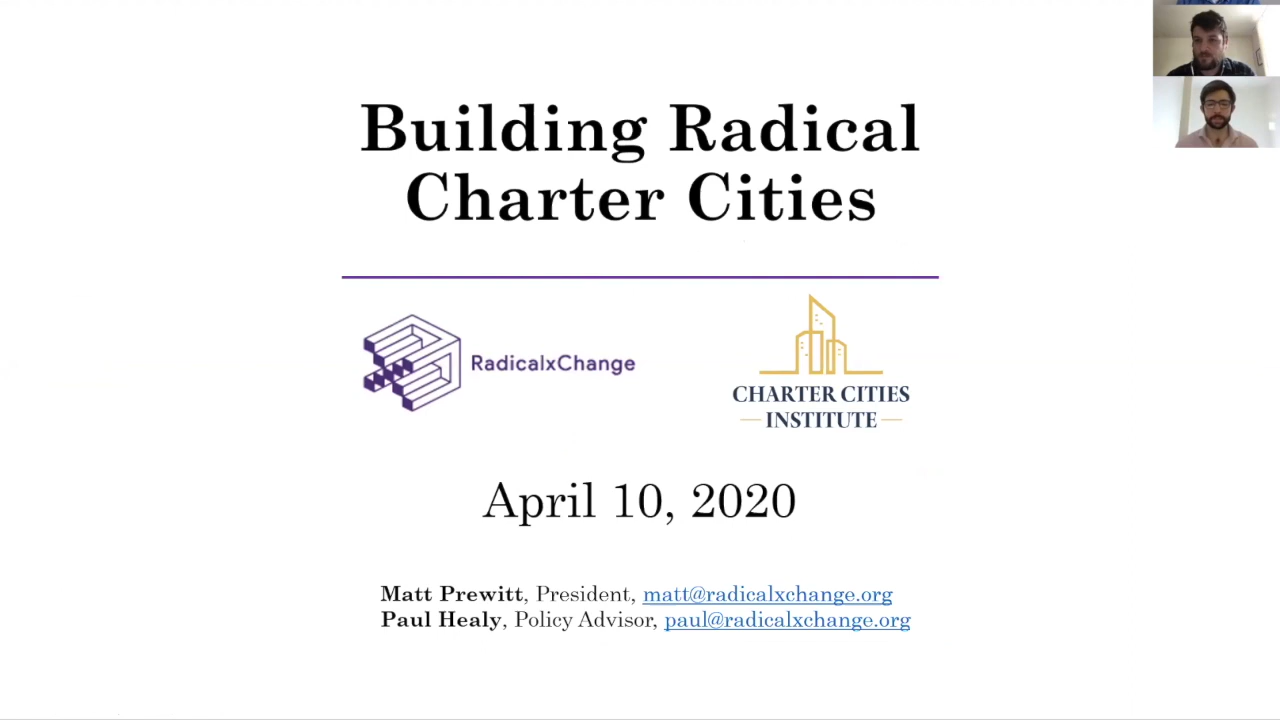 Building Radical
Charter Cities
RadicalxChange
CHARTER CITIES
INSTITUTE
April 10, 2020
Matt Prewitt, President, matt@radicalxchange.org
Paul Healy, Policy Advisor, paul@radicalxchange.org